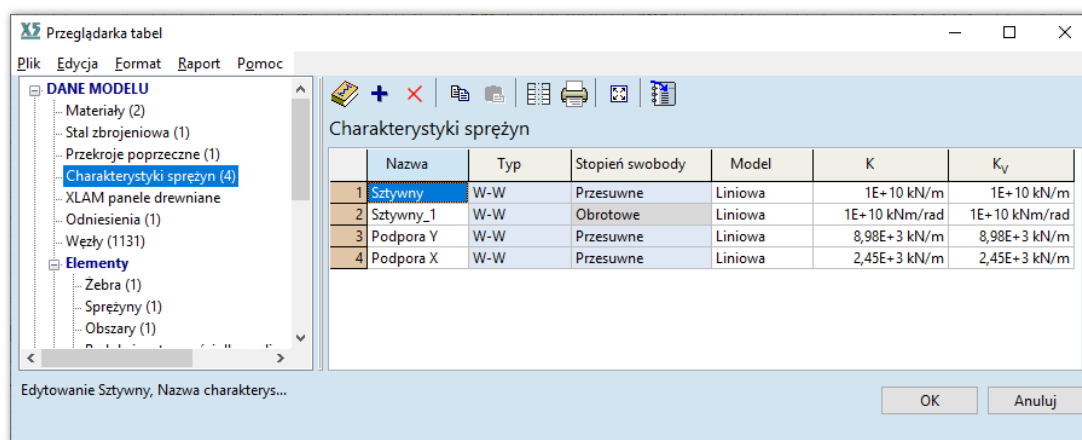 X5 Przeglądarka tabel
Plik Edycja Format Raport Pomoc
DANE MODELU
Materiały (2)
Stal zbrojeniowa (1)
Przekroje poprzeczne (1)
Charakterystyki sprężyn (4)
XLAM panele drewniane
Odniesienia (1)
Węzły (1131)
Elementy
Żebra (1)
Sprężyny (1)
Obszary (1)
Charakterystyki sprężyn
Nazwa Typ Stopień swobody Model K K_V
1 Sztywny W-W Przesuwne Liniowa 1E+10 kN/m 1E+10 kN/m
2 Sztywny_1 W-W Obrotowe Liniowa 1E+10 kNm/rad 1E+10 kNm/rad
3 Podpora Y W-W Przesuwne Liniowa 8,98E+3 kN/m 8,98E+3 kN/m
4 Podpora X W-W Przesuwne Liniowa 2,45E+3 kN/m 2,45E+3 kN/m
Edytowanie Sztywny, Nazwa charakterys...
OK Anuluj